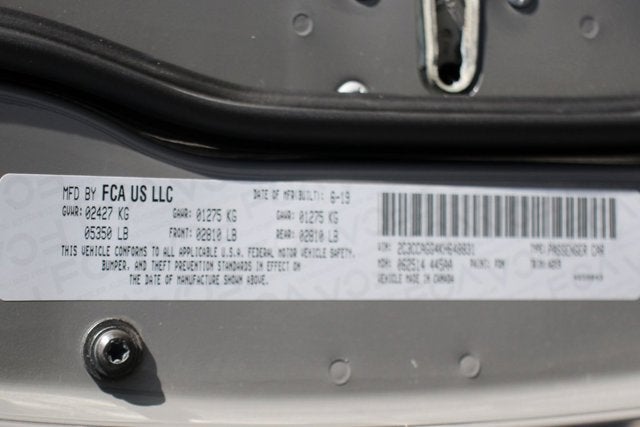 MFD BY FCA US LLC DATE OF MFR(BUILT): 6-19
GVWR: 02427 KG GAWR: 01275 KG GAWR: 01275 KG
05350 LB FRONT: 02810 LB REAR: 02810 LB
THIS VEHICLE CONFORMS TO ALL APPLICABLE U.S.A. FEDERAL MOTOR VEHICLE SAFETY,
BUMPER, AND THEFT PREVENTION STANDARDS IN EFFECT ON
THE DATE OF MANUFACTURE SHOWN ABOVE.
TYPE: PASSENGER CAR
MDH: 062514 PAINT:
VEHICLE MADE IN CANADA